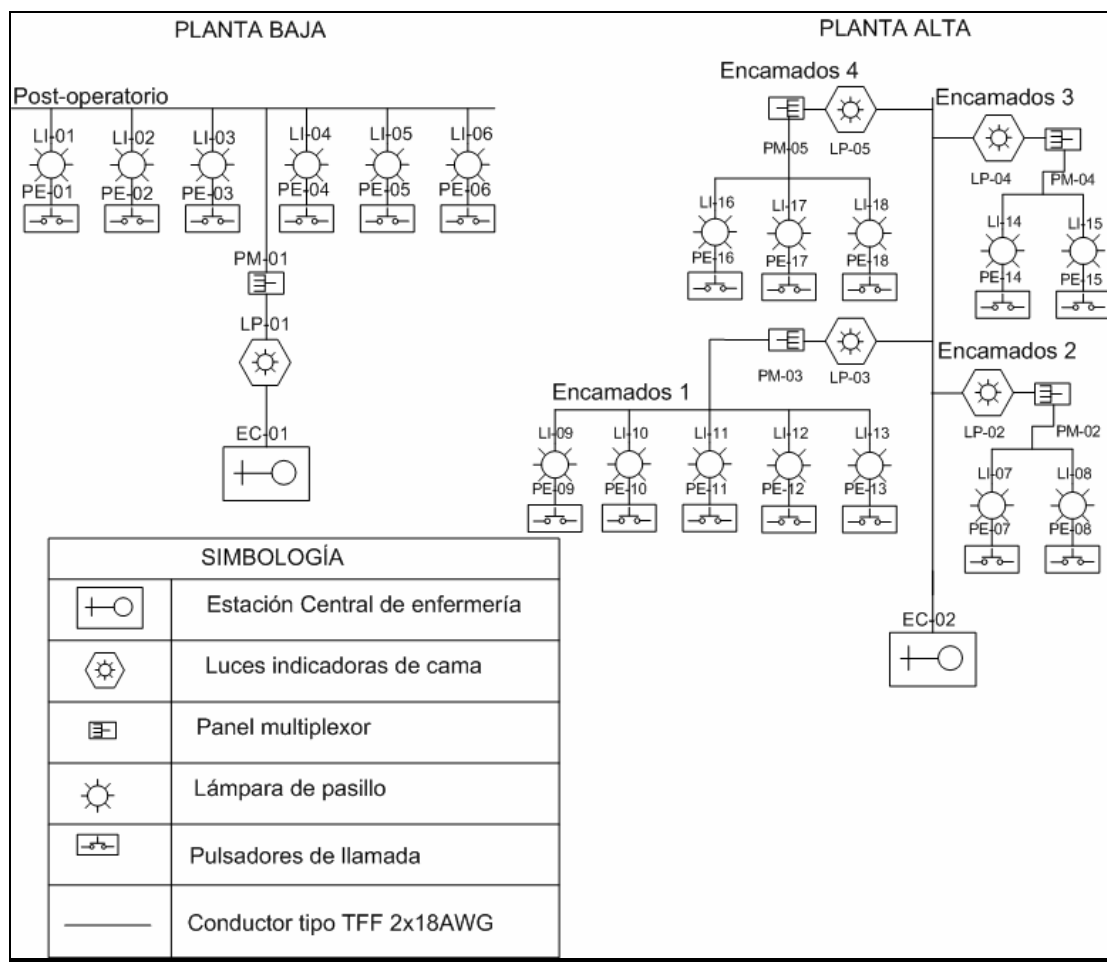 PLANTA BAJA
Post-operatorio
LI-01 LI-02 LI-03 LI-04 LI-05 LI-06
PE-01 PE-02 PE-03 PE-04 PE-05 PE-06
PM-01
LP-01
EC-01
PLANTA ALTA
Encamados 4
PM-05 LP-05
LI-16 LI-17 LI-18
PE-16 PE-17 PE-18
Encamados 3
LP-04 PM-04
LI-14 LI-15
PE-14 PE-15
PM-03 LP-03
Encamados 1
LI-09 LI-10 LI-11 LI-12 LI-13
PE-09 PE-10 PE-11 PE-12 PE-13
Encamados 2
LP-02 PM-02
LI-07 LI-08
PE-07 PE-08
EC-02
SIMBOLOGÍA
Estación Central de enfermería
Luces indicadoras de cama
Panel multiplexor
Lámpara de pasillo
Pulsadores de llamada
Conductor tipo TFF 2x18AWG